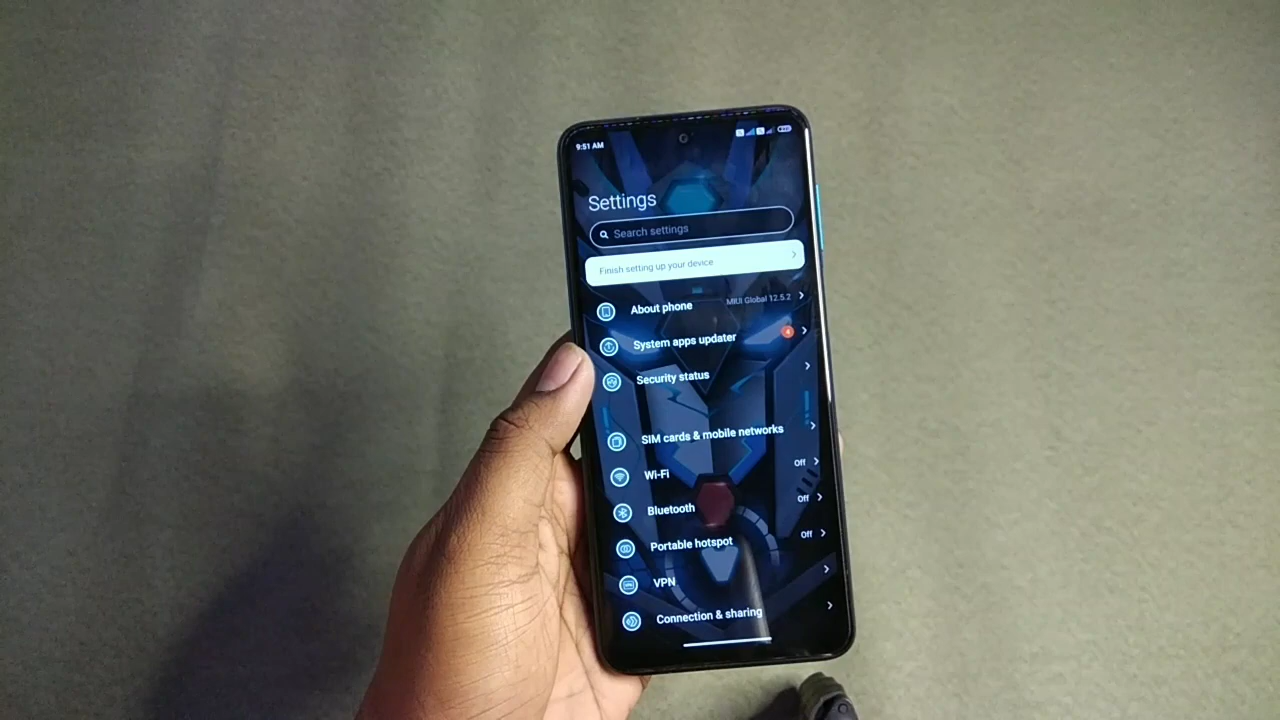 9:51 AM
Settings
Search settings
Finish setting up your device
About phone MIUI Global 12.5.2
System apps updater 4
Security status
SIM cards & mobile networks
Wi-Fi Off
Bluetooth Off
Portable hotspot Off
VPN
Connection & sharing